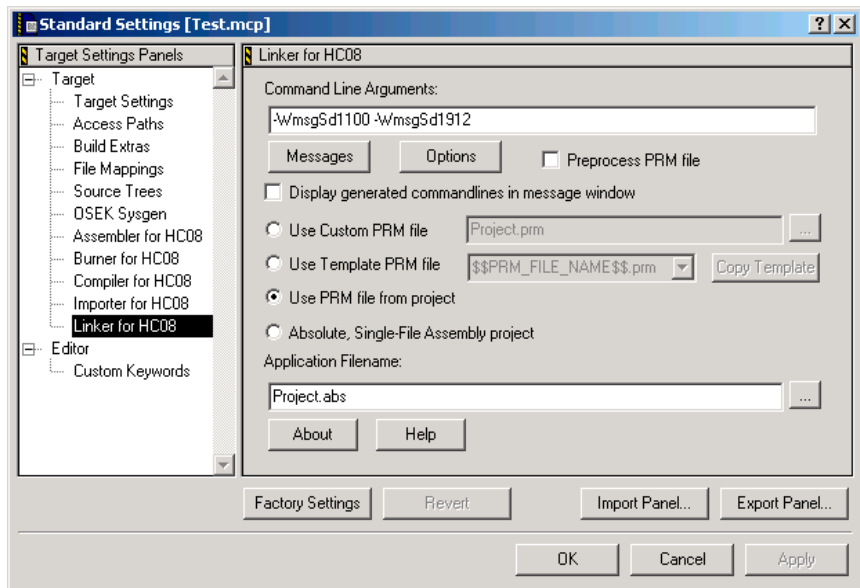 Standard Settings [Test.mcp]
Target Settings Panels
Target
Target Settings
Access Paths
Build Extras
File Mappings
Source Trees
OSEK Sysgen
Assembler for HC08
Burner for HC08
Compiler for HC08
Importer for HC08
Linker for HC08
Editor
Custom Keywords
Linker for HC08
Command Line Arguments:
-WmsgSd1100 -WmsgSd1912
Messages Options Preprocess PRM file
Display generated commandlines in message window
Use Custom PRM file Project.prm ...
Use Template PRM file $$PRM_FILE_NAME$$.prm Copy Template
Use PRM file from project
Absolute, Single-File Assembly project
Application Filename:
Project.abs ...
About Help
Factory Settings Revert Import Panel... Export Panel...
OK Cancel Apply